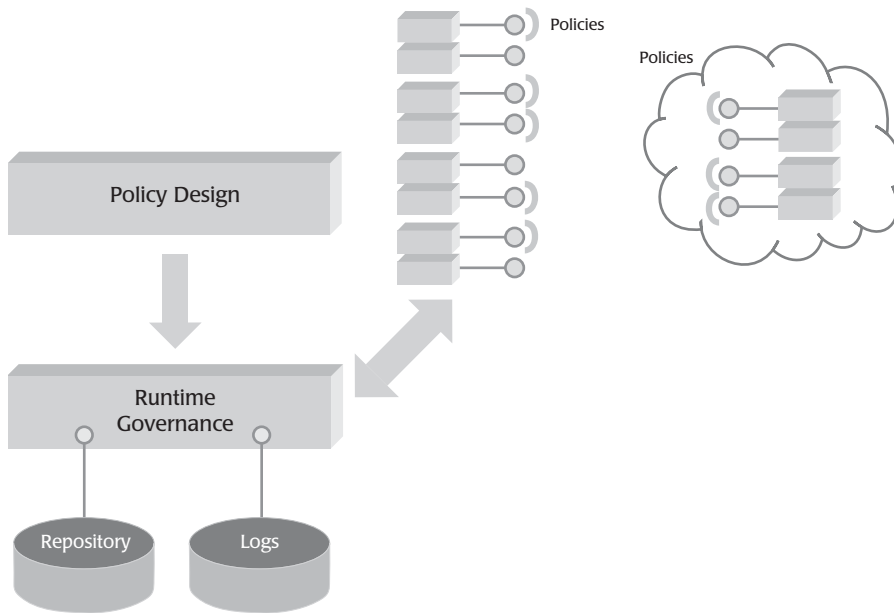 Policies
Policies
Policy Design
Runtime
Governance
Repository
Logs